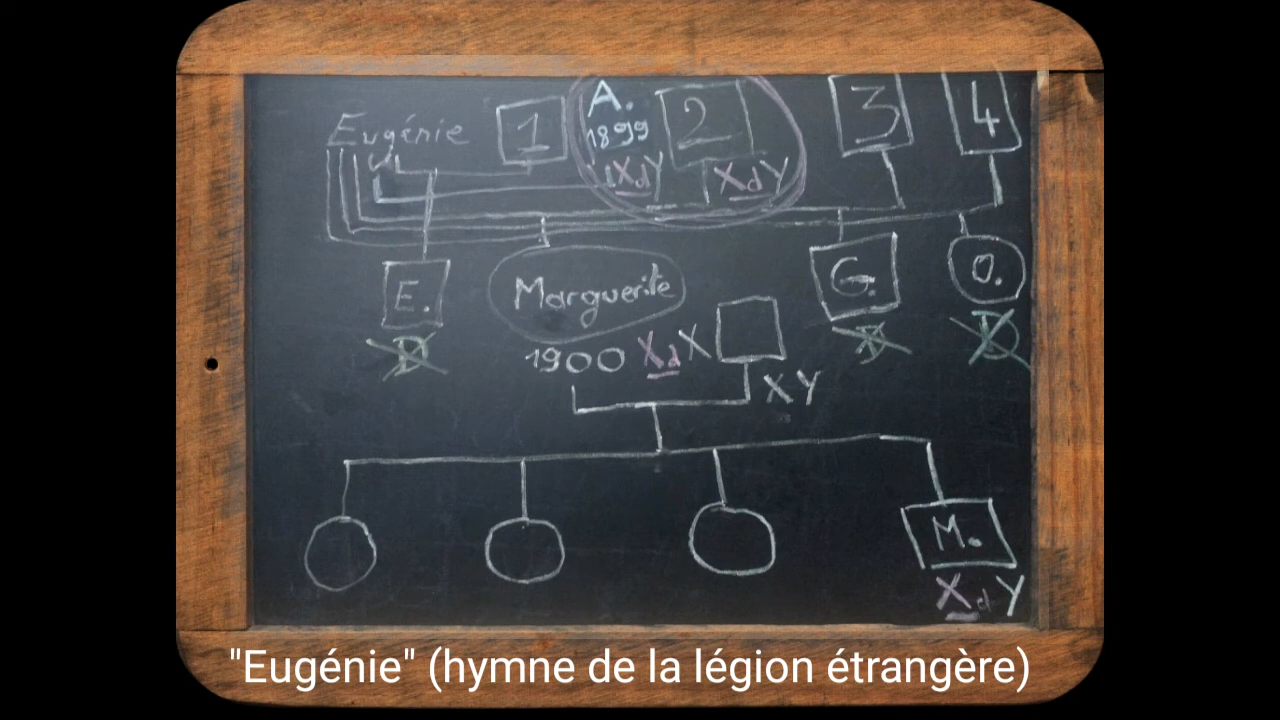 Eugénie
1
A.
1899
XdY
2
XdY
3
4
E.
D
Marguerite
1900 XdX
XY
G.
D
O.
D
M.
XdY
"Eugénie" (hymne de la légion étrangère)